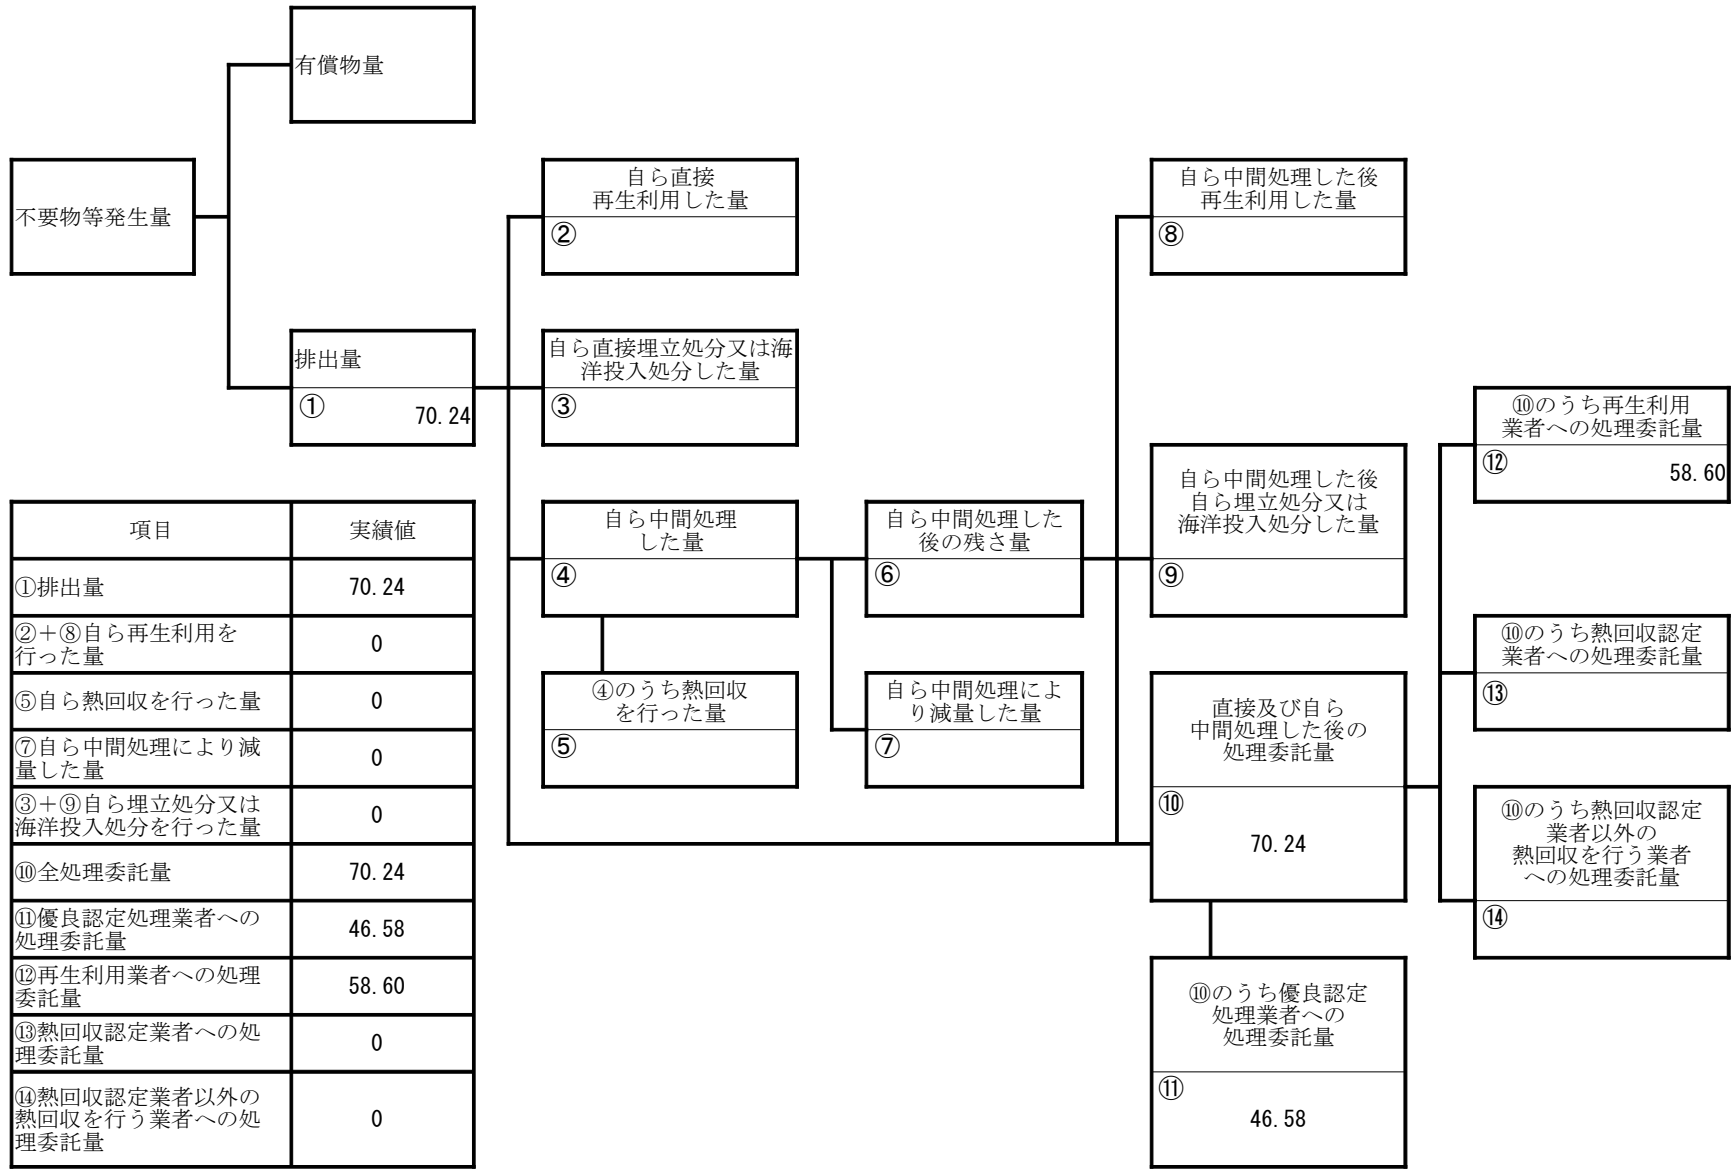 有償物量
不要物等発生量
自ら直接
再生利用した量
②
自ら中間処理した後
再生利用した量
⑧
排出量
①
70.24
自ら直接埋立処分又は海
洋投入処分した量
③
⑩のうち再生利用
業者への処理委託量
⑫
58.60
自ら中間処理
した量
④
自ら中間処理した
後の残さ量
⑥
自ら中間処理した後
自ら埋立処分又は
海洋投入処分した量
⑨
⑩のうち熱回収認定
業者への処理委託量
⑬
④のうち熱回収
を行った量
⑤
自ら中間処理によ
り減量した量
⑦
直接及び自ら
中間処理した後の
処理委託量
⑩
70.24
⑩のうち熱回収認定
業者以外の
熱回収を行う業者
への処理委託量
⑭
⑩のうち優良認定
処理業者への
処理委託量
⑪
46.58
項目 実績値
①排出量 70.24
②＋⑧自ら再生利用を
行った量 0
⑤自ら熱回収を行った量 0
⑦自ら中間処理により減
量した量 0
③＋⑨自ら埋立処分又は
海洋投入処分を行った量 0
⑩全処理委託量 70.24
⑪優良認定処理業者への
処理委託量 46.58
⑫再生利用業者への処理
委託量 58.60
⑬熱回収認定業者への処
理委託量 0
⑭熱回収認定業者以外の
熱回収を行う業者への処
理委託量 0